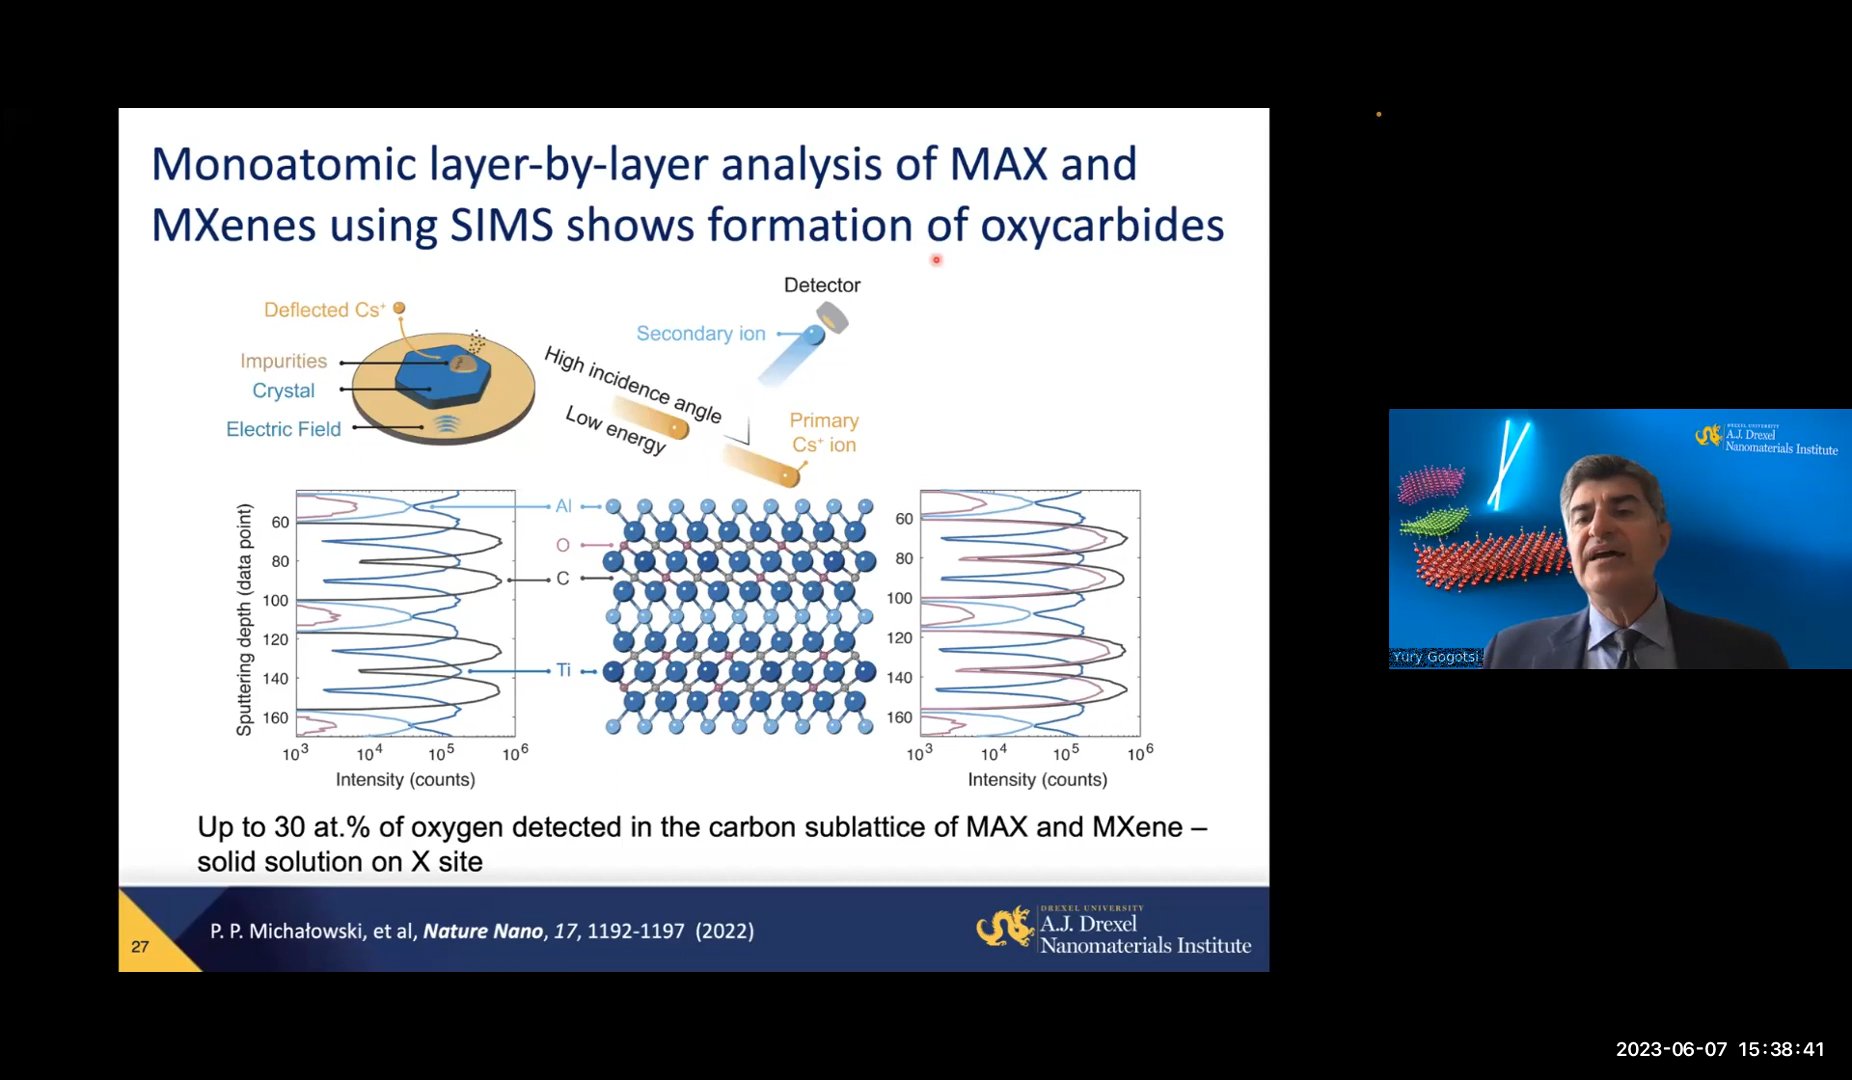 Monoatomic layer-by-layer analysis of MAX and
MXenes using SIMS shows formation of oxycarbides
Deflected Cs⁺
Impurities
Crystal
Electric Field
High incidence angle
Low energy
Detector
Secondary ion
Primary
Cs⁺ ion
Sputtering depth (data point)
60
80
100
120
140
160
10³ 10⁴ 10⁵ 10⁶
Intensity (counts)
Al
O
C
Ti
60
80
100
120
140
160
10³ 10⁴ 10⁵ 10⁶
Intensity (counts)
Up to 30 at.% of oxygen detected in the carbon sublattice of MAX and MXene –
solid solution on X site
27
P. P. Michałowski, et al, Nature Nano, 17, 1192-1197 (2022)
DREXEL UNIVERSITY
A.J. Drexel
Nanomaterials Institute
DREXEL UNIVERSITY
A.J. Drexel
Nanomaterials Institute
Yury Gogotsi
2023-06-07 15:38:41